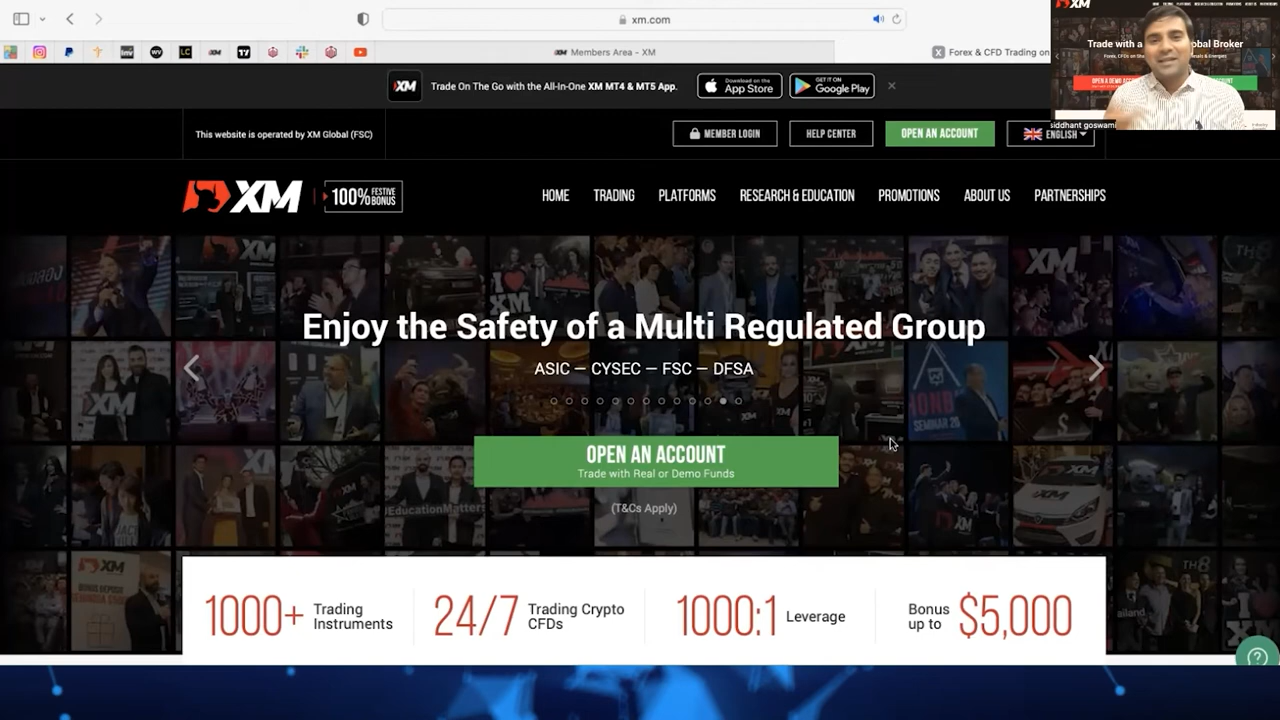 xm.com
Members Area - XM
Forex & CFD Trading on
XM
Trade On The Go with the All-In-One XM MT4 & MT5 App.
Download on the
App Store
GET IT ON
Google Play
This website is operated by XM Global (FSC)
MEMBER LOGIN
HELP CENTER
OPEN AN ACCOUNT
ENGLISH
siddhant goswami
XM
100% FESTIVE BONUS
HOME
TRADING
PLATFORMS
RESEARCH & EDUCATION
PROMOTIONS
ABOUT US
PARTNERSHIPS
Enjoy the Safety of a Multi Regulated Group
ASIC – CYSEC – FSC – DFSA
OPEN AN ACCOUNT
Trade with Real or Demo Funds
(T&Cs Apply)
1000+ Trading Instruments
24/7 Trading Crypto CFDs
1000:1 Leverage
Bonus up to $5,000